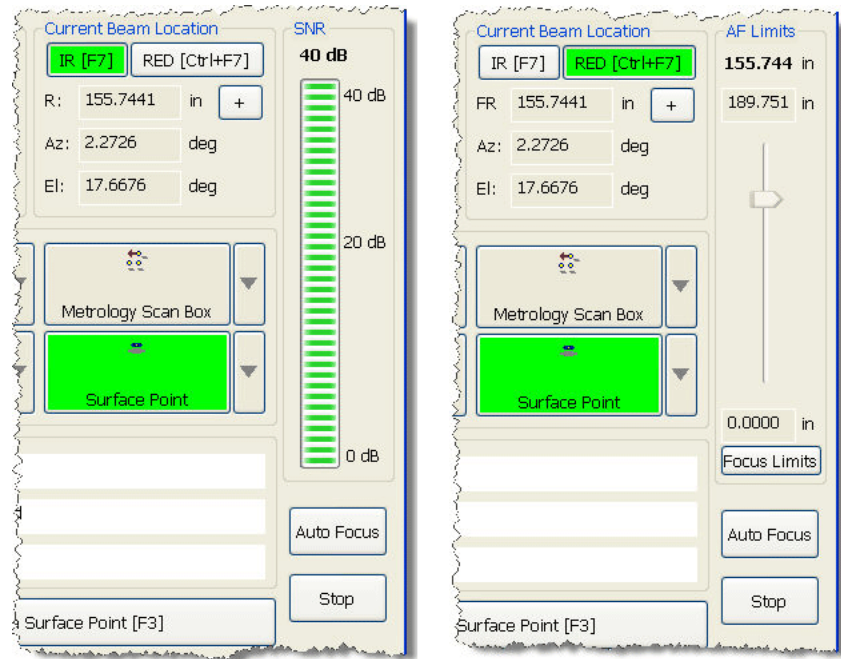 Current Beam Location
SNR
IR [F7]
RED [Ctrl+F7]
40 dB
R:
155.7441
in
+
40 dB
Az:
2.2726
deg
El:
17.6676
deg
20 dB
Metrology Scan Box
Surface Point
0 dB
Auto Focus
Stop
Surface Point [F3]
Current Beam Location
AF Limits
IR [F7]
RED [Ctrl+F7]
155.744 in
FR
155.7441
in
+
189.751 in
Az:
2.2726
deg
El:
17.6676
deg
Metrology Scan Box
Surface Point
0.0000 in
Focus Limits
Auto Focus
Stop
Surface Point [F3]